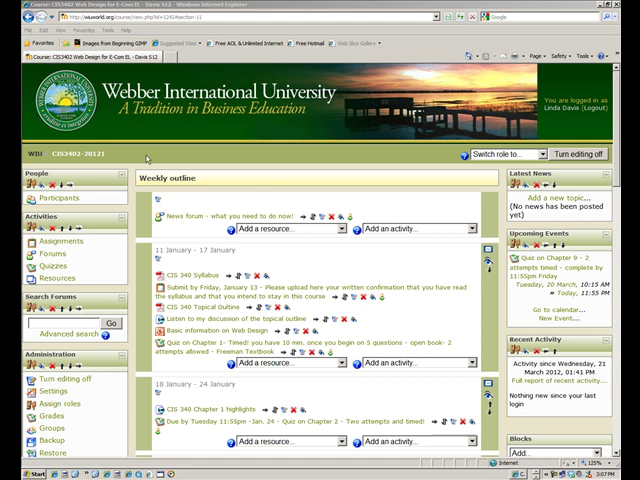 Course: CIS3402 Web Design for E-Com EL - Davis S12 - Windows Internet Explorer
File Edit View Favorites Tools Help
Favorites Images from Beginning GIMP Suggested Sites Free AOL & Unlimited Internet Free Hotmail Web Slice Gallery
Course: CIS3402 Web Design for E-Com EL - Davis S12
Page Safety Tools
Google
Webber International University
A Tradition in Business Education
You are logged in as
Linda Davis (Logout)
WIU CIS3402-20121
Switch role to...
Turn editing off
People
Participants
Activities
Assignments
Forums
Quizzes
Resources
Search Forums
Go
Advanced search
Administration
Turn editing off
Settings
Assign roles
Grades
Groups
Backup
Restore
Weekly outline
News forum - what you need to do now!
Add a resource... Add an activity...
11 January - 17 January
CIS 340 Syllabus
Submit by Friday, January 13 - Please upload here your written confirmation that you have read
the syllabus and that you intend to stay in this course
CIS 340 Topical Outline
Listen to my discussion of the topical outline
Basic information on Web Design
Quiz on Chapter 1- Timed! you have 10 min. once you begin on 5 questions - open book- 2
attempts allowed - Freeman Textbook
Add a resource... Add an activity...
18 January - 24 January
CIS 340 Chapter 1 highlights
Due by Tuesday 11:55pm -Jan. 24 - Quiz on Chapter 2 - Two attempts and timed!
Add a resource... Add an activity...
Latest News
Add a new topic...
(No news has been posted
yet)
Upcoming Events
Quiz on Chapter 9 - 2
attempts timed - complete by
11:55pm Friday
Tuesday, 20 March, 10:15 AM
» Today, 11:55 PM
Go to calendar...
New Event...
Recent Activity
Activity since Wednesday, 21
March 2012, 01:41 PM
Full report of recent activity...
Nothing new since your last
login
Blocks
Add...
Internet
125%
Start
3:07 PM